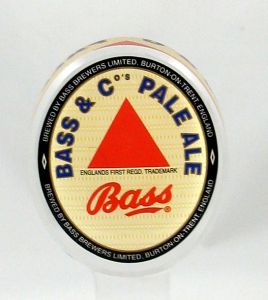 BREWED BY BASS BREWERS LIMITED, BURTON-ON-TRENT, ENGLAND
BASS & Co's PALE ALE
ENGLANDS FIRST REGD. TRADEMARK
Bass®
BREWED BY BASS BREWERS LIMITED, BURTON-ON-TRENT, ENGLAND